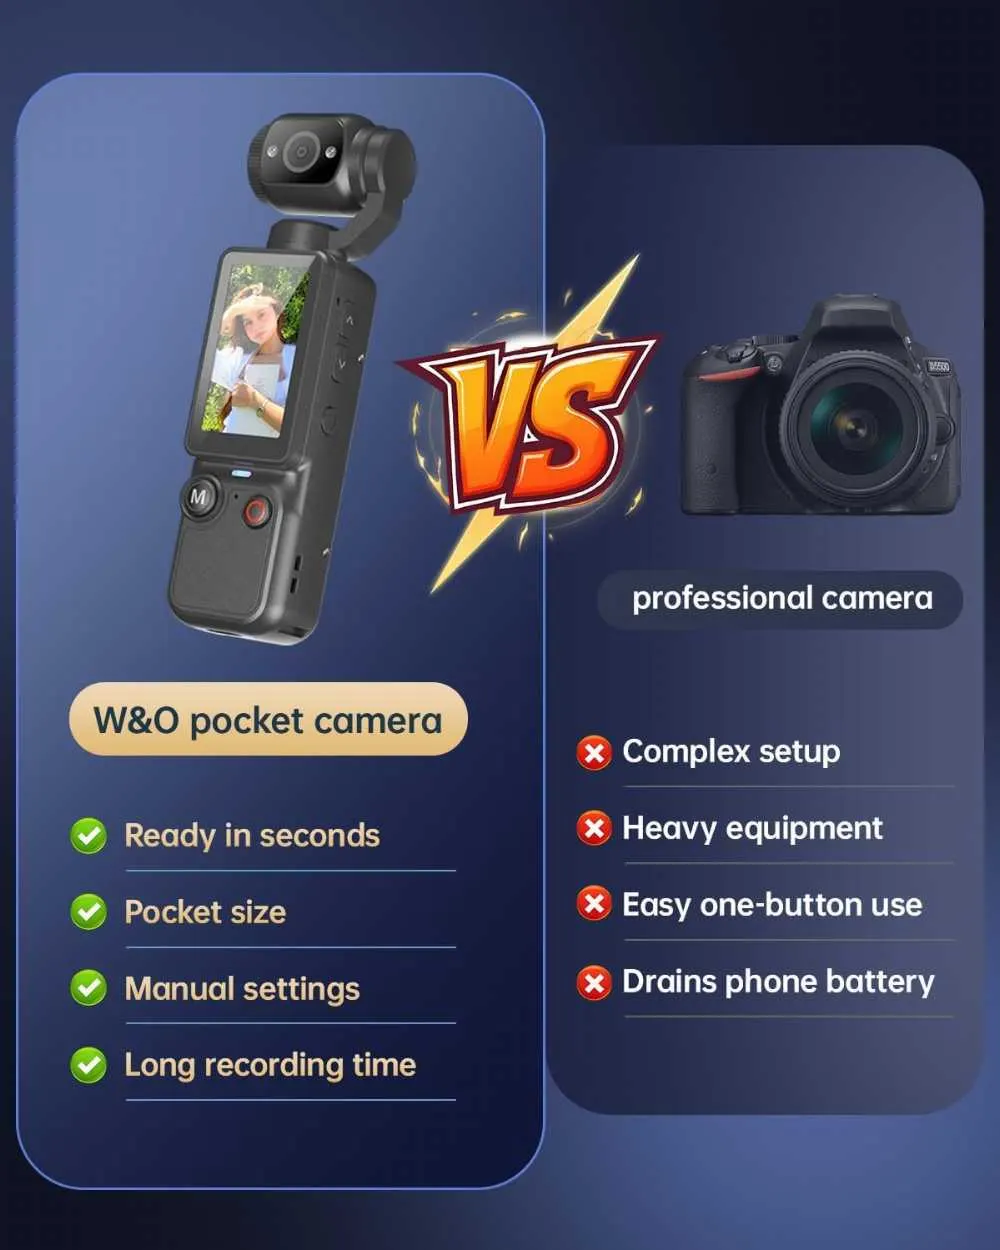 VS
M
D5500
professional camera
W&O pocket camera
Ready in seconds
Pocket size
Manual settings
Long recording time
Complex setup
Heavy equipment
Easy one-button use
Drains phone battery